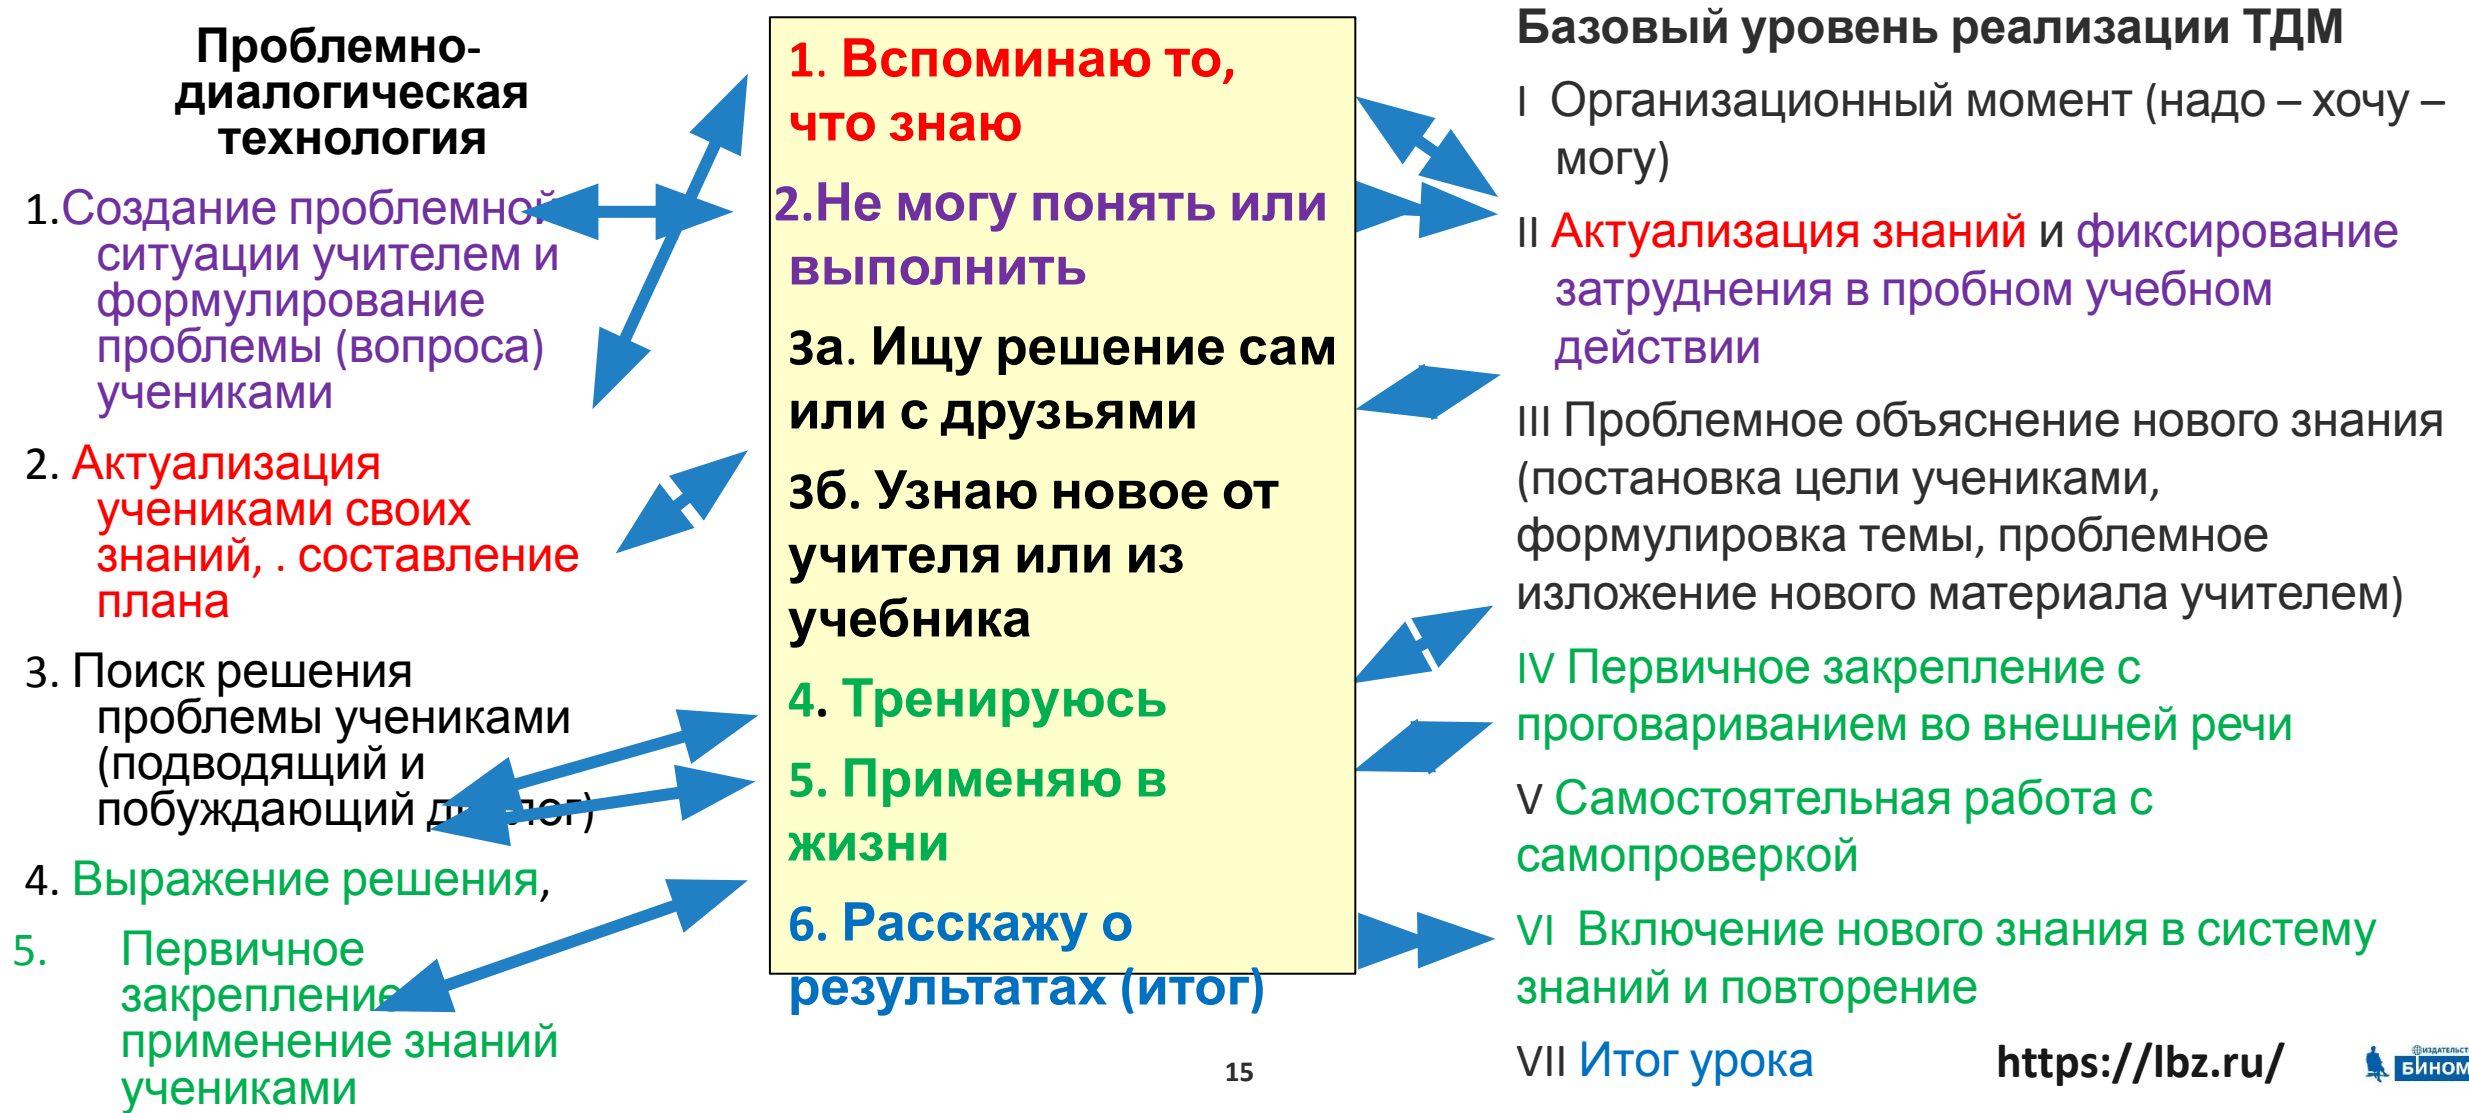 Проблемно-
диалогическая
технология
1.Создание проблемной
ситуации учителем и
формулирование
проблемы (вопроса)
учениками
2. Актуализация
учениками своих
знаний, . составление
плана
3. Поиск решения
проблемы учениками
(подводящий и
побуждающий диалог)
4. Выражение решения,
5. Первичное
закрепление
применение знаний
учениками
1. Вспоминаю то,
что знаю
2.Не могу понять или
выполнить
3а. Ищу решение сам
или с друзьями
3б. Узнаю новое от
учителя или из
учебника
4. Тренируюсь
5. Применяю в
жизни
6. Расскажу о
результатах (итог)
15
Базовый уровень реализации ТДМ
I Организационный момент (надо – хочу –
могу)
II Актуализация знаний и фиксирование
затруднения в пробном учебном
действии
III Проблемное объяснение нового знания
(постановка цели учениками,
формулировка темы, проблемное
изложение нового материала учителем)
IV Первичное закрепление с
проговариванием во внешней речи
V Самостоятельная работа с
самопроверкой
VI Включение нового знания в систему
знаний и повторение
VII Итог урока
https://lbz.ru/
БИНОМ